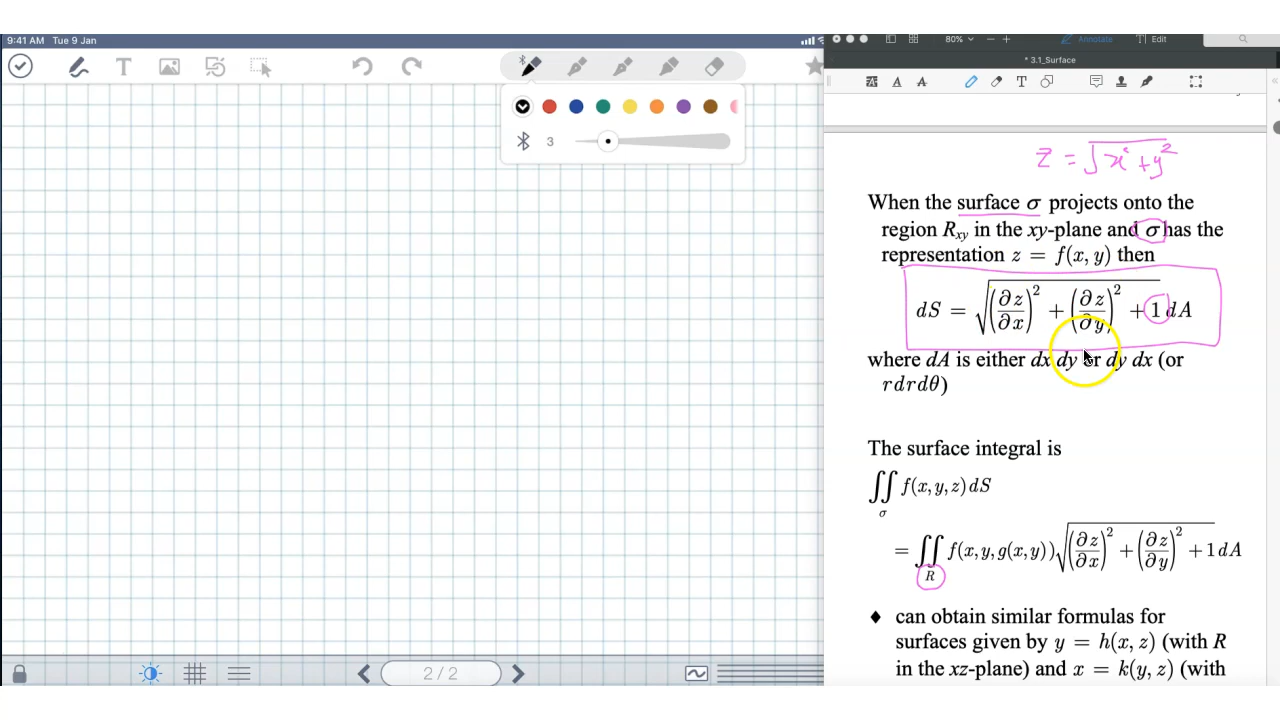 9:41 AM Tue 9 Jan
3
2 / 2
80%
Annotate
Edit
* 3.1_Surface
z = √x² + y²
When the surface σ projects onto the
region Rxy in the xy-plane and σ has the
representation z = f(x, y) then
dS = √(∂z/∂x)² + (∂z/∂y)² + 1 dA
where dA is either dx dy or dy dx (or
r dr dθ)
The surface integral is
∬σ f(x, y, z) dS
= ∬R f(x, y, g(x, y))√(∂z/∂x)² + (∂z/∂y)² + 1 dA
♦ can obtain similar formulas for
surfaces given by y = h(x, z) (with R
in the xz-plane) and x = k(y, z) (with